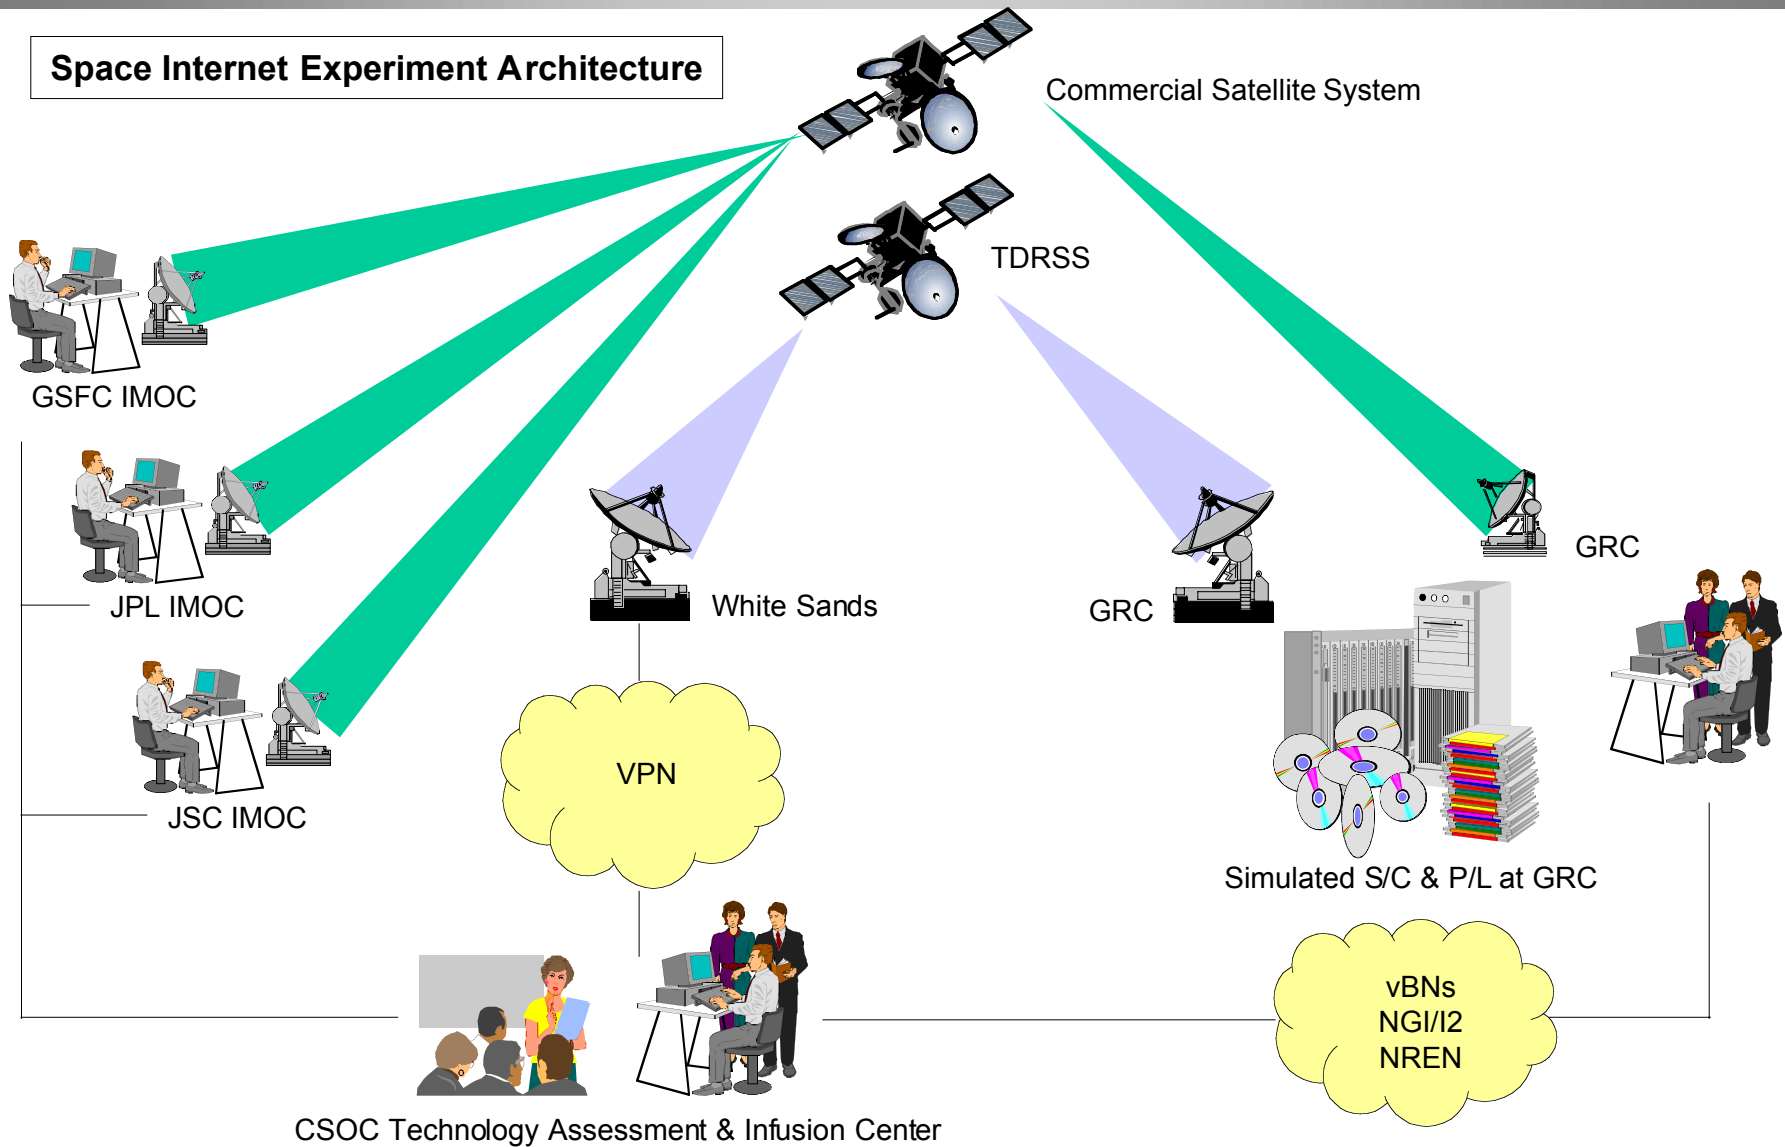 Space Internet Experiment Architecture
Commercial Satellite System
TDRSS
GSFC IMOC
JPL IMOC
White Sands
GRC
GRC
JSC IMOC
VPN
Simulated S/C & P/L at GRC
vBNs
NGI/I2
NREN
CSOC Technology Assessment & Infusion Center